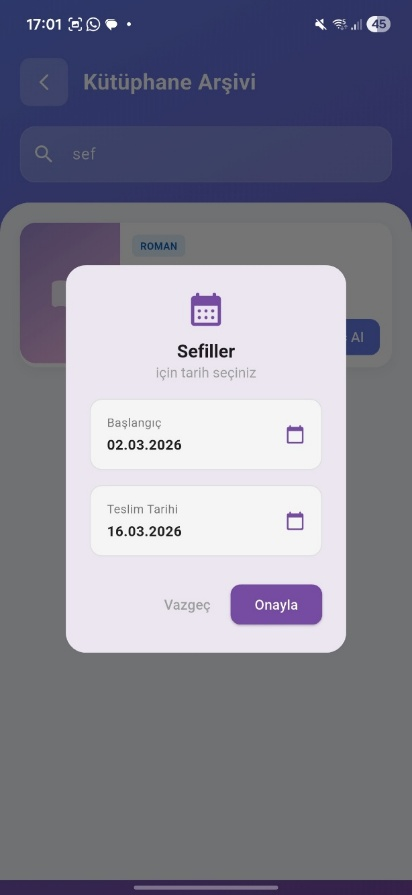 17:01
45
Kütüphane Arşivi
sef
ROMAN
Al
Sefiller
için tarih seçiniz
Başlangıç
02.03.2026
Teslim Tarihi
16.03.2026
Vazgeç
Onayla